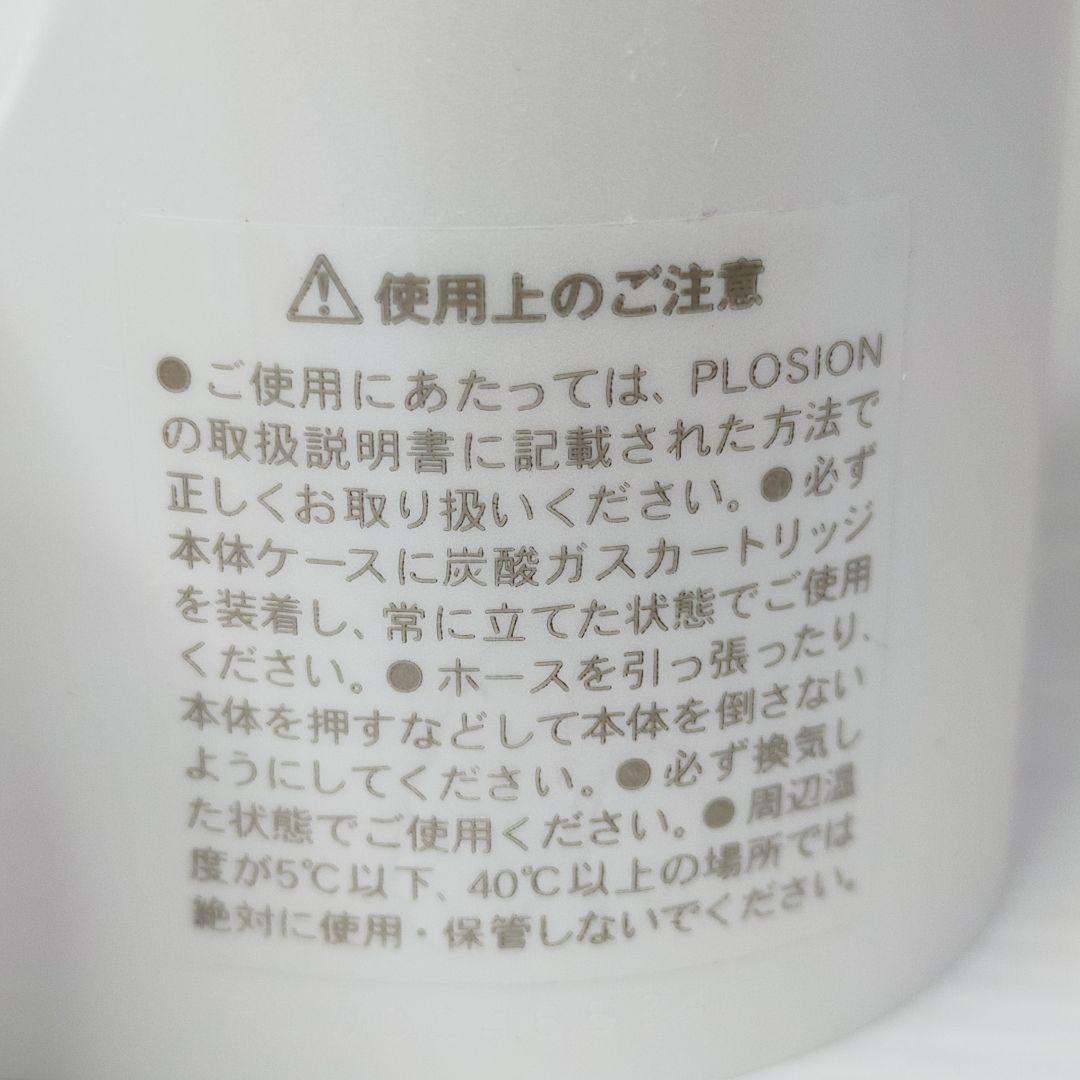 ⚠使用上のご注意
●ご使用にあたっては、PLOSION
の取扱説明書に記載された方法で
正しくお取り扱いください。●必ず
本体ケースに炭酸ガスカートリッジ
を装着し、常に立てた状態でご使用
ください。●ホースを引っ張ったり、
本体を押すなどして本体を倒さない
ようにしてください。●必ず換気し
た状態でご使用ください。●周辺温
度が5℃以下、40℃以上の場所では
絶対に使用・保管しないでください。